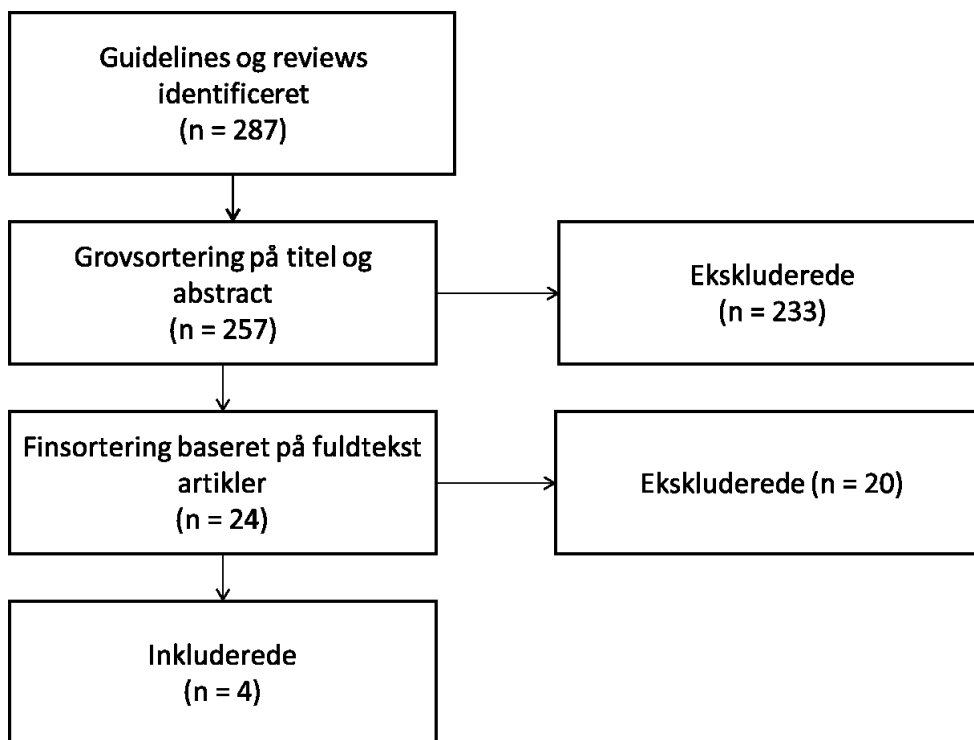 Guidelines og reviews
identificeret
(n = 287)
Grovsortering på titel og
abstract
(n = 257)
Ekskluderede
(n = 233)
Finsortering baseret på fuldtekst
artikler
(n = 24)
Ekskluderede (n = 20)
Inkluderede
(n = 4)